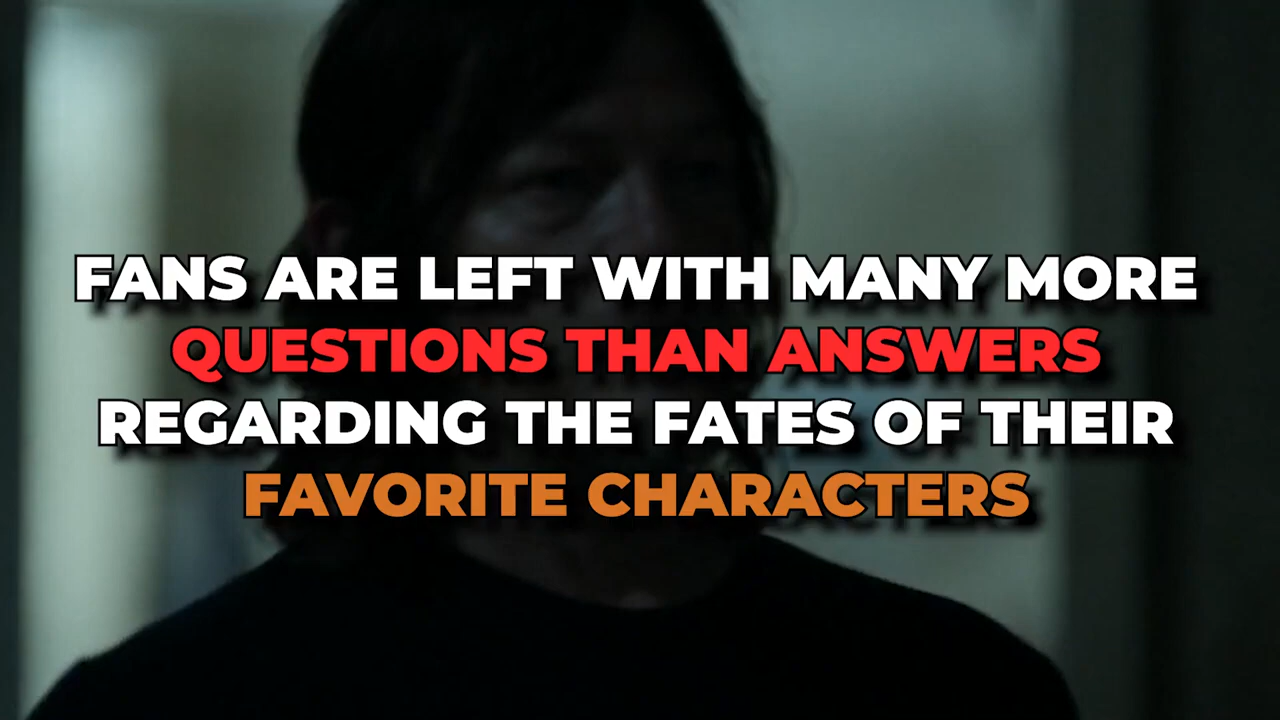 FANS ARE LEFT WITH MANY MORE
QUESTIONS THAN ANSWERS
REGARDING THE FATES OF THEIR
FAVORITE CHARACTERS